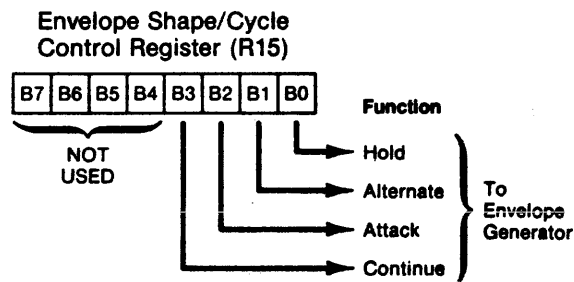 Envelope Shape/Cycle
Control Register (R15)
B7 B6 B5 B4 B3 B2 B1 B0
Function
NOT
USED
Hold
Alternate
Attack
Continue
To
Envelope
Generator